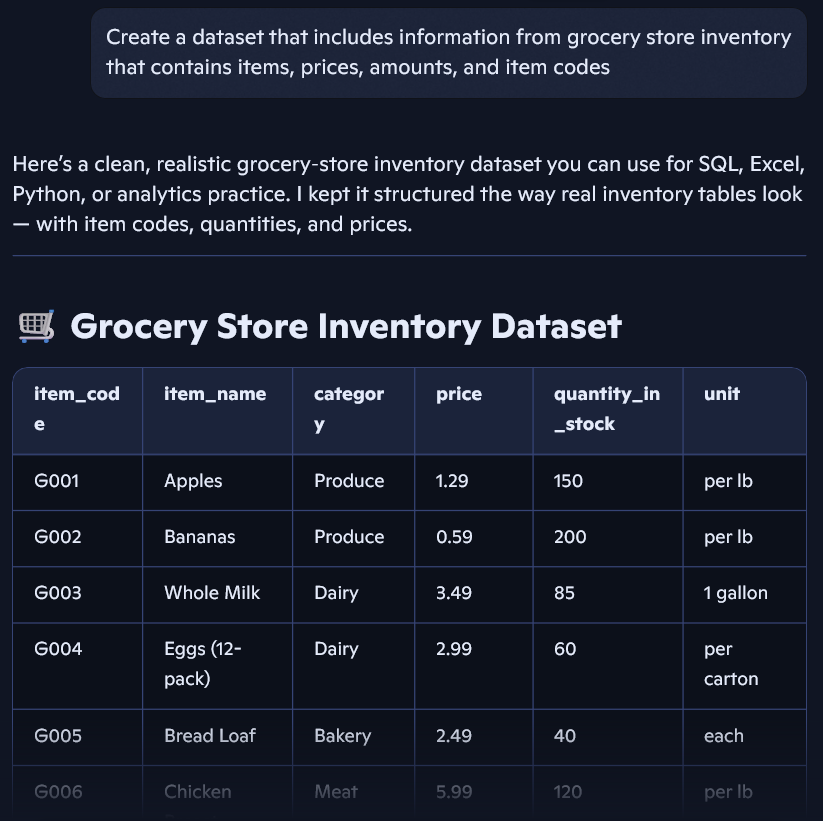 Create a dataset that includes information from grocery store inventory
that contains items, prices, amounts, and item codes
Here’s a clean, realistic grocery-store inventory dataset you can use for SQL, Excel,
Python, or analytics practice. I kept it structured the way real inventory tables look
— with item codes, quantities, and prices.
Grocery Store Inventory Dataset
item_cod item_name categor price quantity_in unit
e y _stock
G001 Apples Produce 1.29 150 per lb
G002 Bananas Produce 0.59 200 per lb
G003 Whole Milk Dairy 3.49 85 1 gallon
G004 Eggs (12- Dairy 2.99 60 per
pack) carton
G005 Bread Loaf Bakery 2.49 40 each
G006 Chicken Meat 5.99 120 per lb